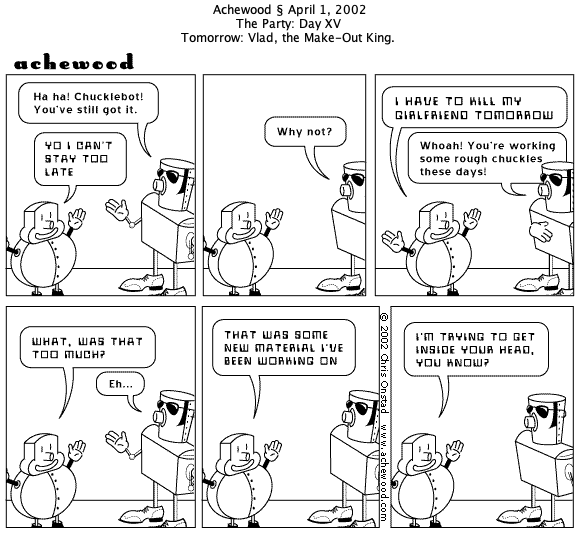 Achewood § April 1, 2002
The Party: Day XV
Tomorrow: Vlad, the Make-Out King.
achewood
Ha ha! Chucklebot!
You've still got it.
YO I CAN'T
STAY TOO
LATE
Why not?
I HAVE TO KILL MY
GIRLFRIEND TOMORROW
Whoah! You're working
some rough chuckles
these days!
WHAT, WAS THAT
TOO MUCH?
Eh...
THAT WAS SOME
NEW MATERIAL I'VE
BEEN WORKING ON
© 2002 Chris Onstad www.achewood.com
I'M TRYING TO GET
INSIDE YOUR HEAD,
YOU KNOW?